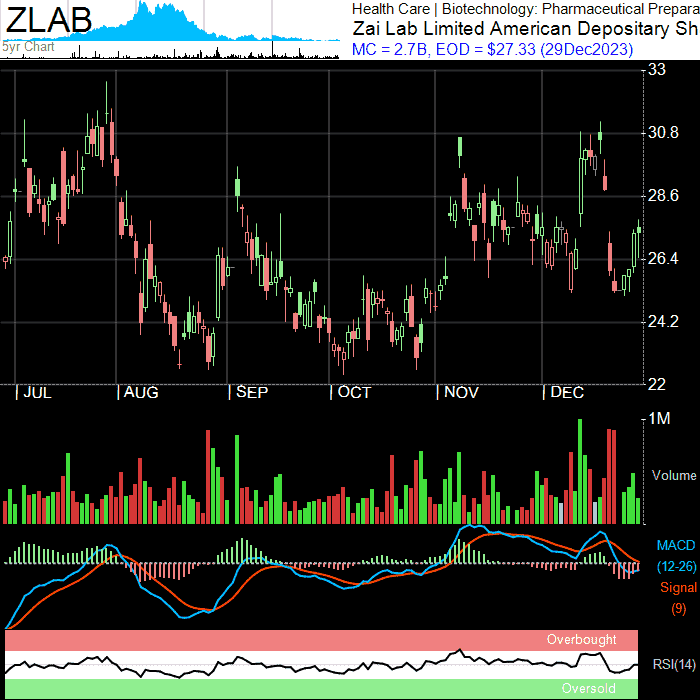 ZLAB
5yr Chart
Health Care | Biotechnology: Pharmaceutical Prepara
Zai Lab Limited American Depositary Sh
MC = 2.7B, EOD = $27.33 (29Dec2023)
33
30.8
28.6
26.4
24.2
22
JUL AUG SEP OCT NOV DEC
1M
Volume
MACD
(12-26)
Signal
(9)
Overbought
RSI(14)
Oversold